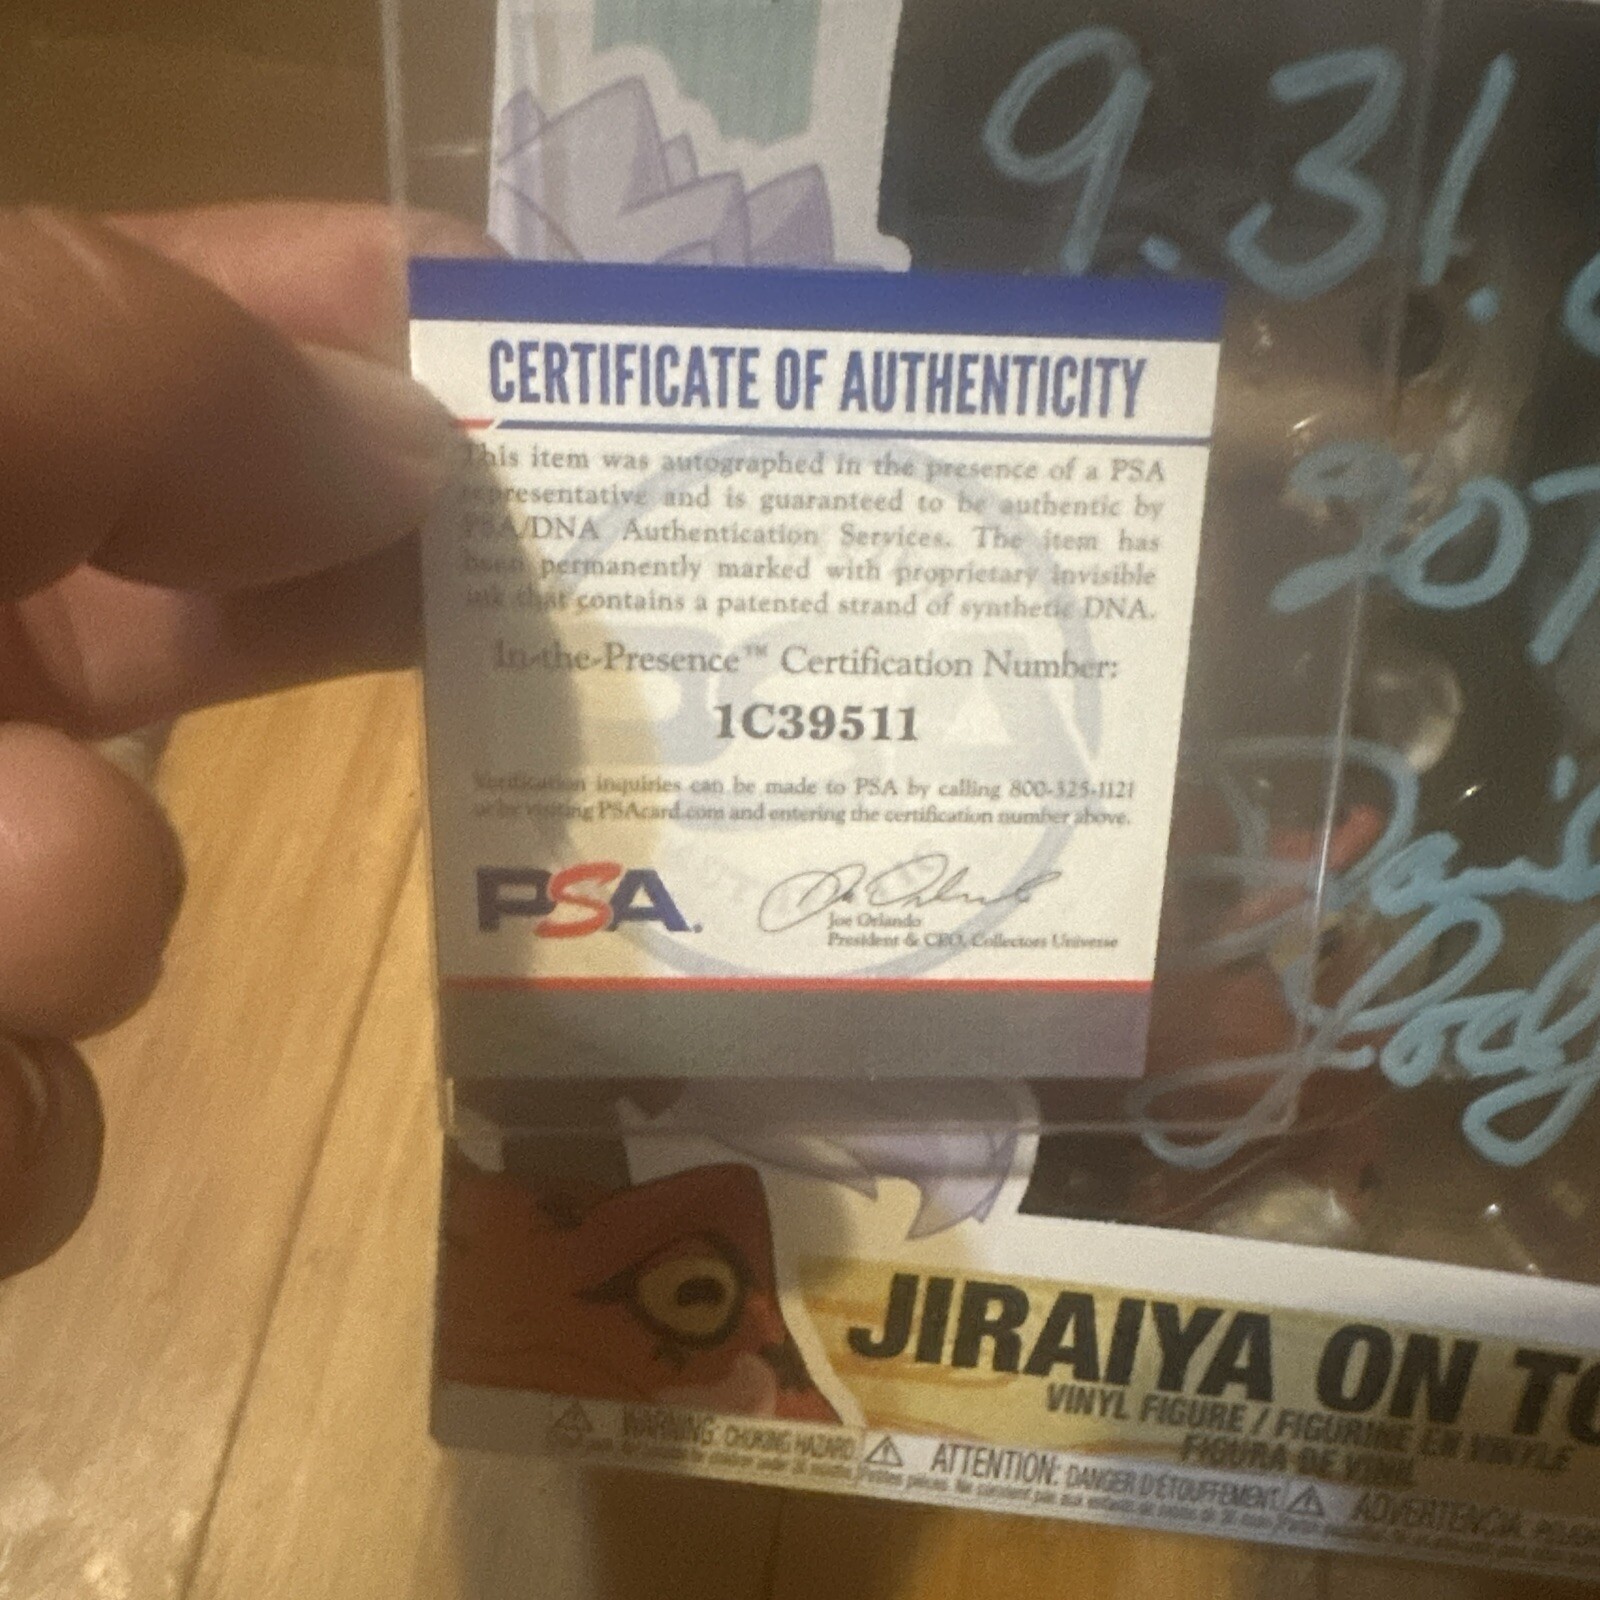 9.31.
207
CERTIFICATE OF AUTHENTICITY
This item was autographed in the presence of a PSA
representative and is guaranteed to be authentic by
PSA/DNA Authentication Services. The item has
been permanently marked with proprietary invisible
ink that contains a patented strand of synthetic DNA.
In-the-Presence™ Certification Number:
1C39511
Verification inquiries can be made to PSA by calling 800-325-1121
or by visiting PSAcard.com and entering the certification number above.
PSA.
Joe Orlando
President & CEO, Collectors Universe
JIRAIYA ON TO
VINYL FIGURE / FIGURINE EN VINYLE
FIGURA DE VINIL
WARNING: CHOKING HAZARD
ATTENTION: DANGER D'ÉTOUFFEMENT
ADVERTENCIA: